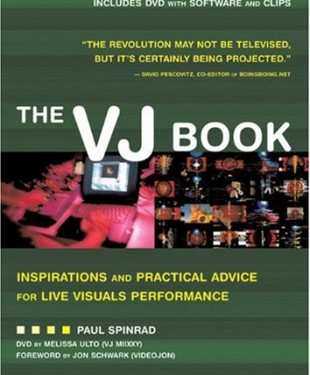 INCLUDES DVD WITH SOFTWARE AND CLIPS
"THE REVOLUTION MAY NOT BE TELEVISED,
BUT IT'S CERTAINLY BEING PROJECTED."
— DAVID PESCOVITZ, CO-EDITOR OF BOINGBOING.NET
THE VJ BOOK
INSPIRATIONS AND PRACTICAL ADVICE
FOR LIVE VISUALS PERFORMANCE
PAUL SPINRAD
DVD BY MELISSA ULTO (VJ MIIXXY)
FOREWORD BY JON SCHWARK (VIDEOJON)